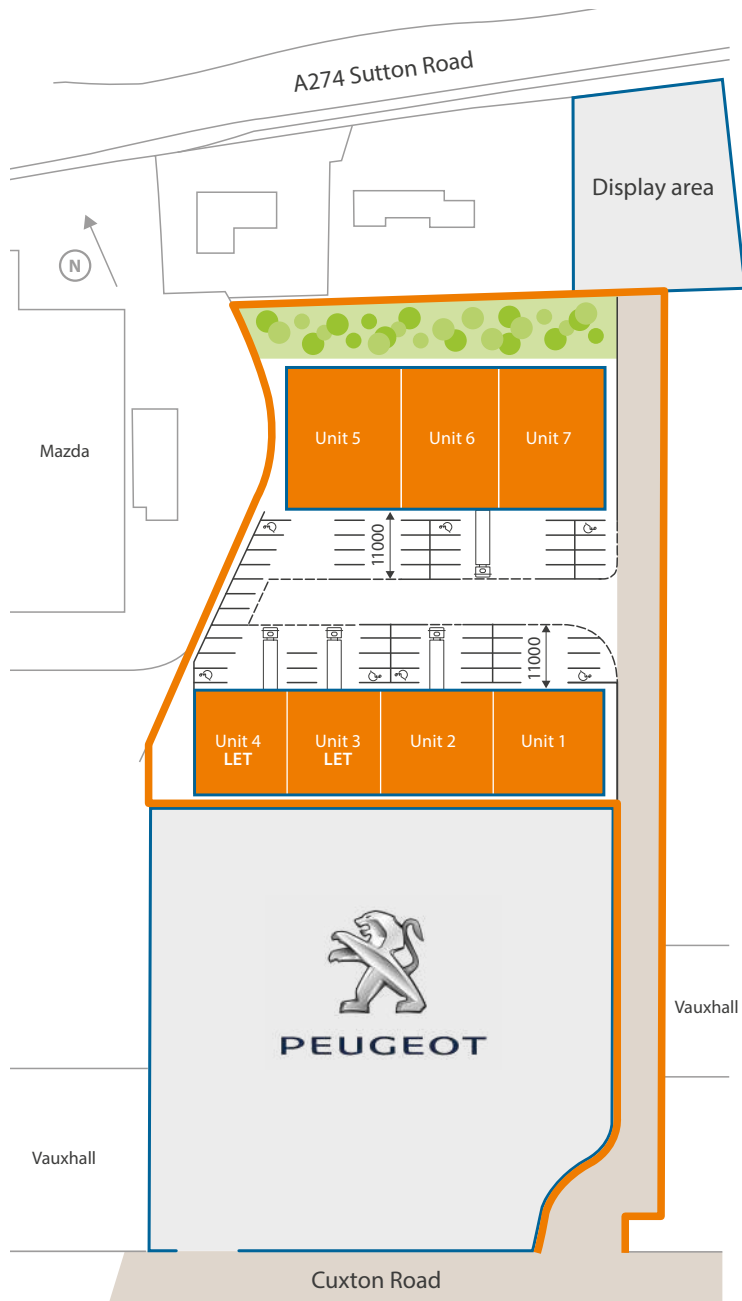 A274 Sutton Road
Display area
N
Mazda
Unit 5
Unit 6
Unit 7
11000
11000
Unit 4
LET
Unit 3
LET
Unit 2
Unit 1
PEUGEOT
Vauxhall
Vauxhall
Cuxton Road